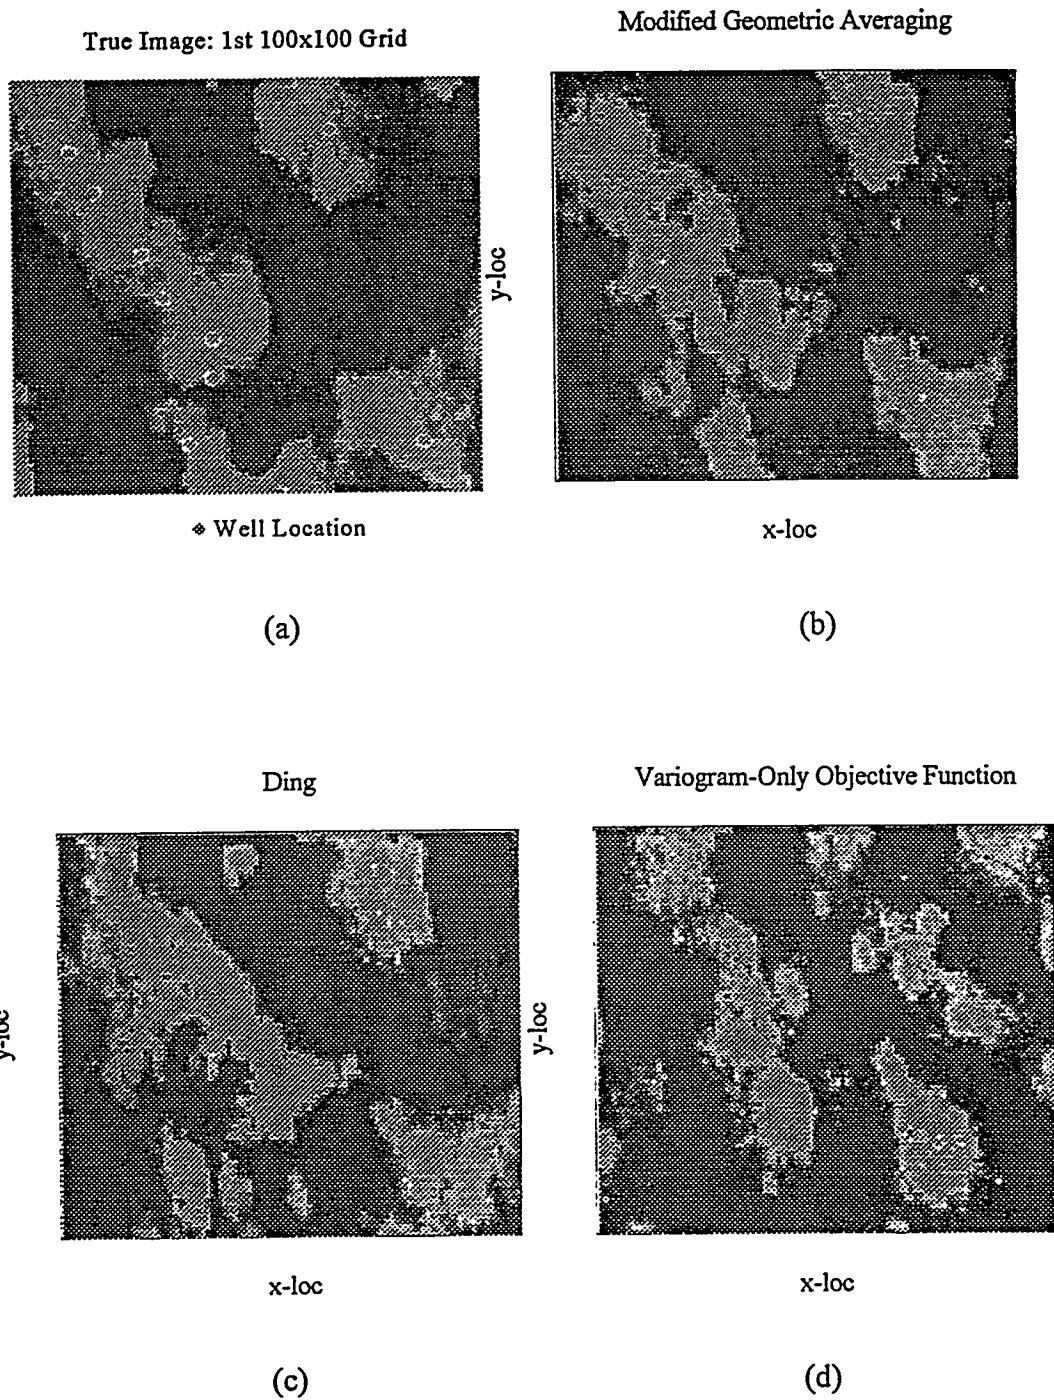 True Image: 1st 100x100 Grid
Modified Geometric Averaging
y-loc
◈ Well Location
x-loc
(a)
(b)
Ding
Variogram-Only Objective Function
y-loc
y-loc
x-loc
x-loc
(c)
(d)